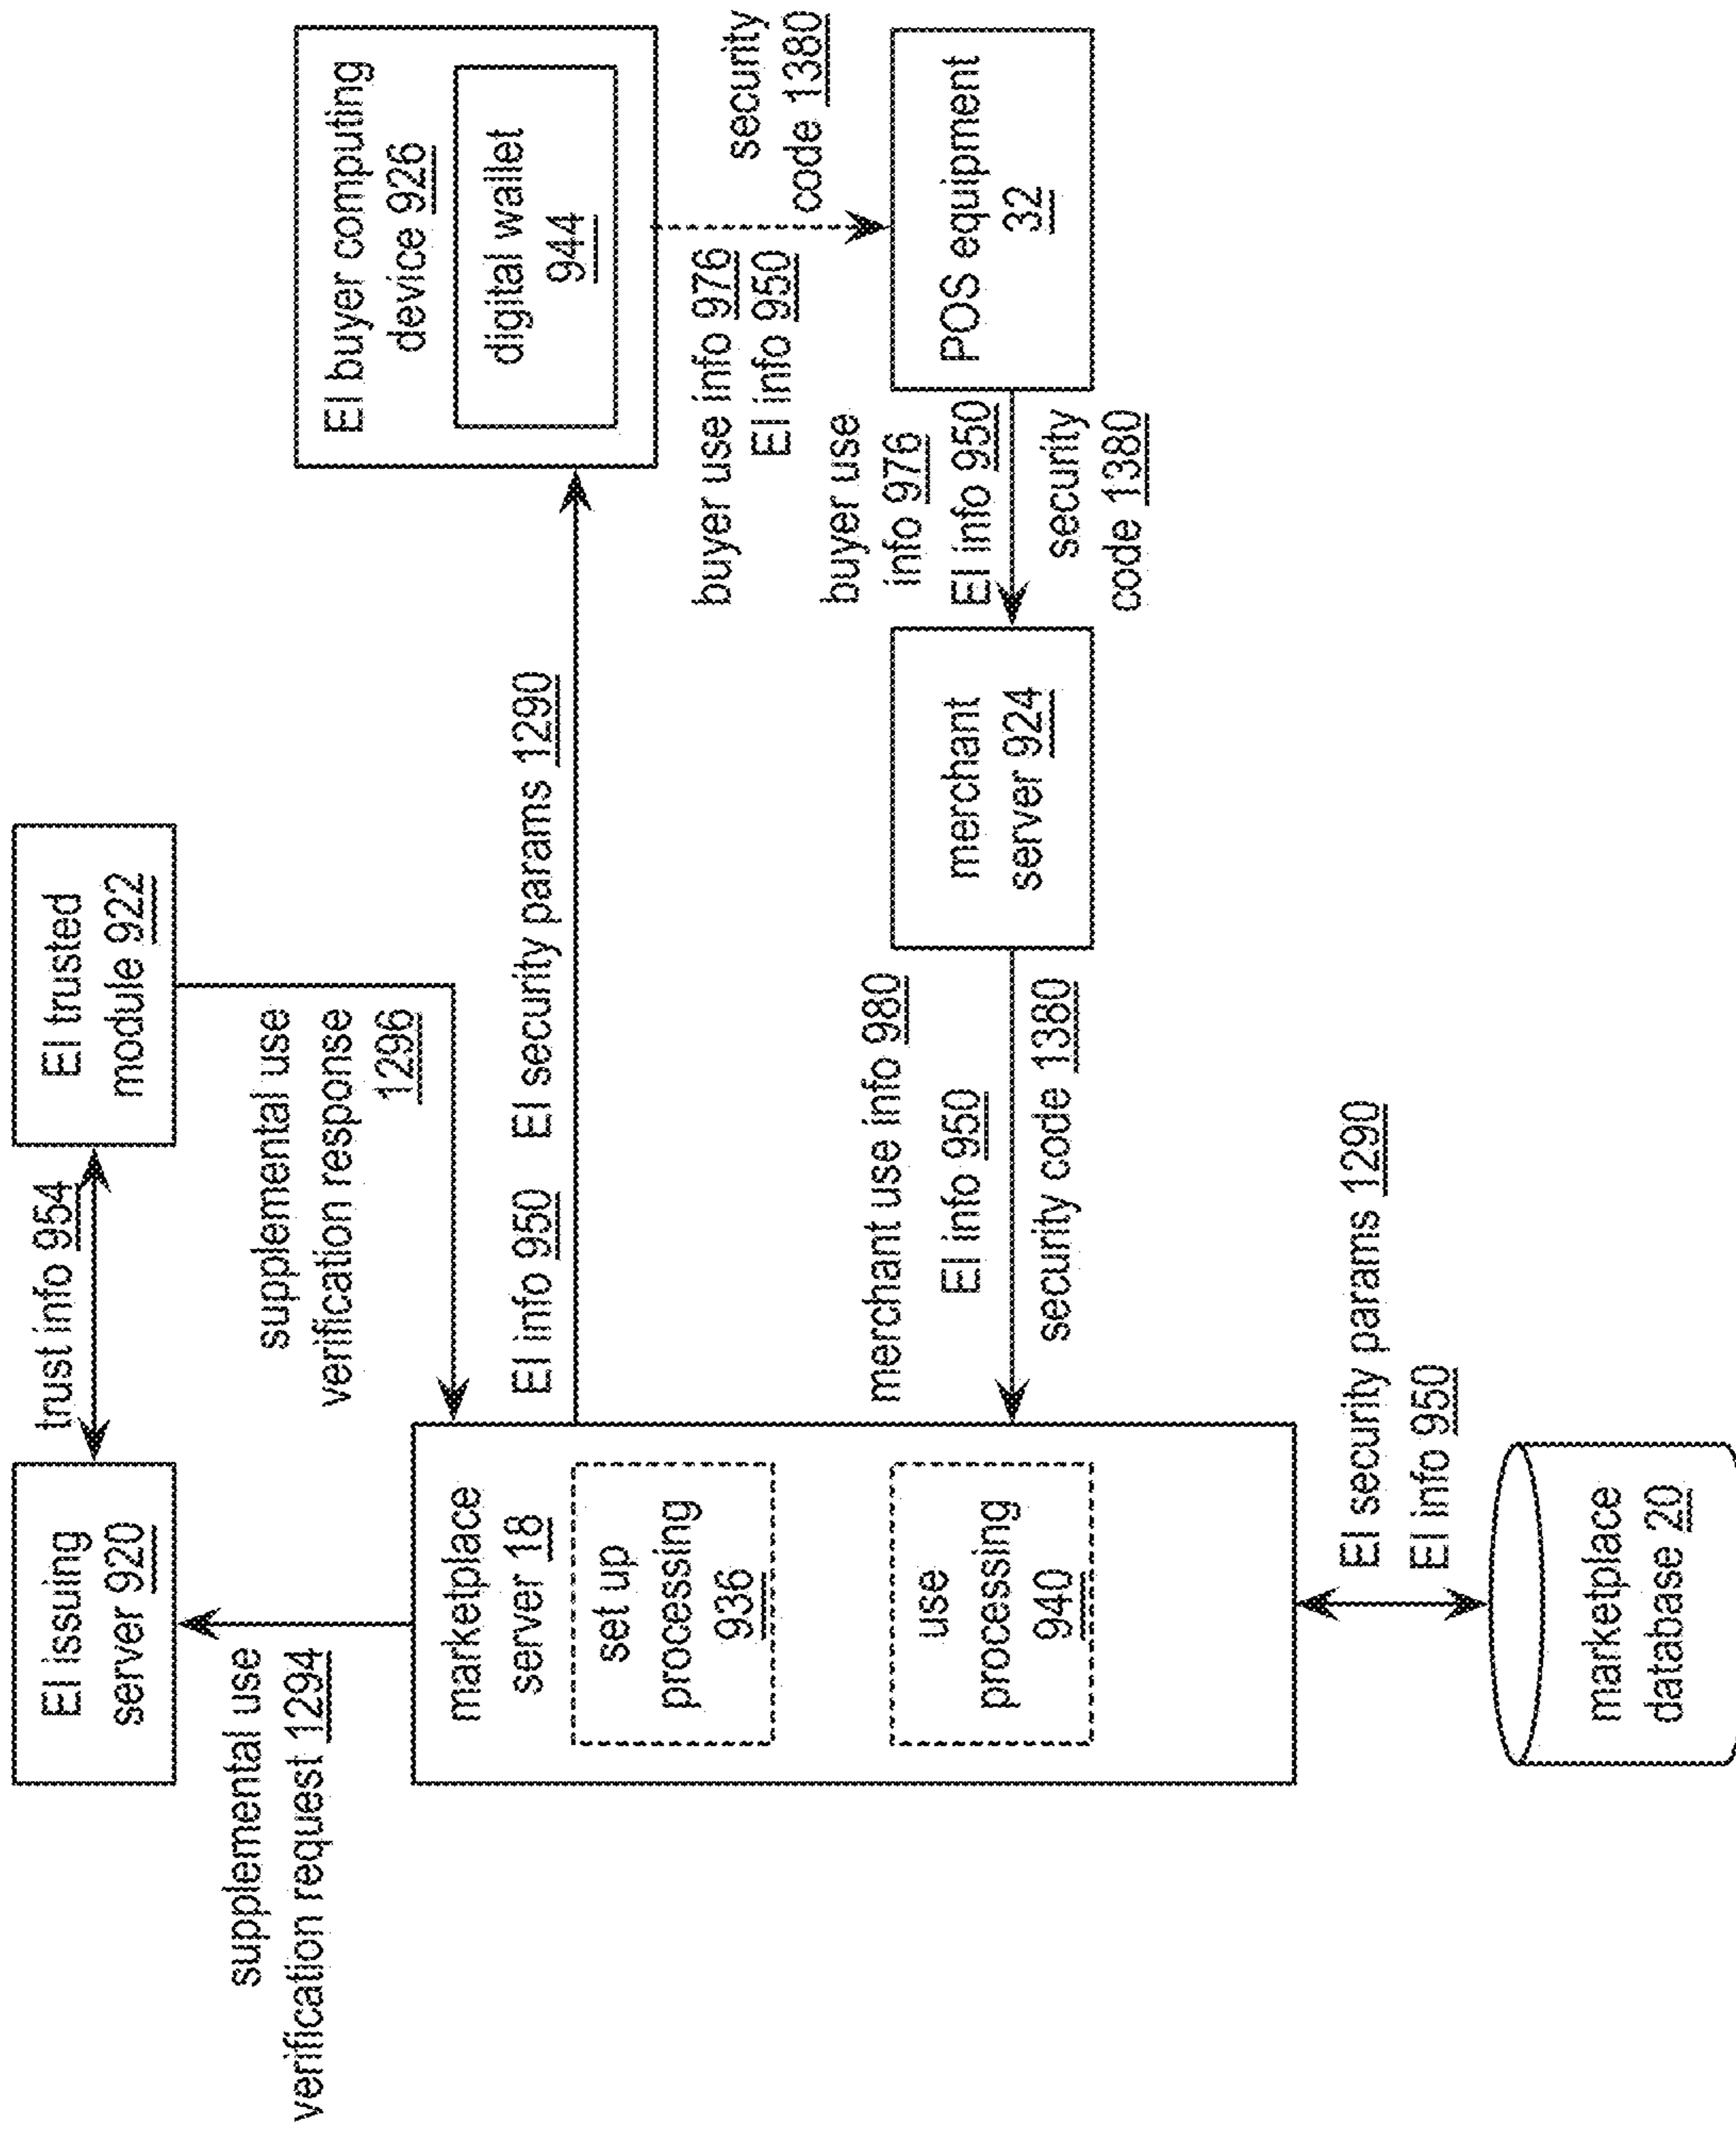 EI issuing
server 920
trust info 954
EI trusted
module 922
supplemental use
verification request 1294
supplemental use
verification response
1296
marketplace
server 18
set up
processing
936
use
processing
940
EI info 950
EI security params 1290
EI buyer computing
device 926
digital wallet
944
buyer use info 976
EI info 950
security
code 1380
merchant use info 980
EI info 950
security code 1380
merchant
server 924
buyer use
info 976
EI info 950
security
code 1380
POS equipment
32
EI security params 1290
EI info 950
marketplace
database 20